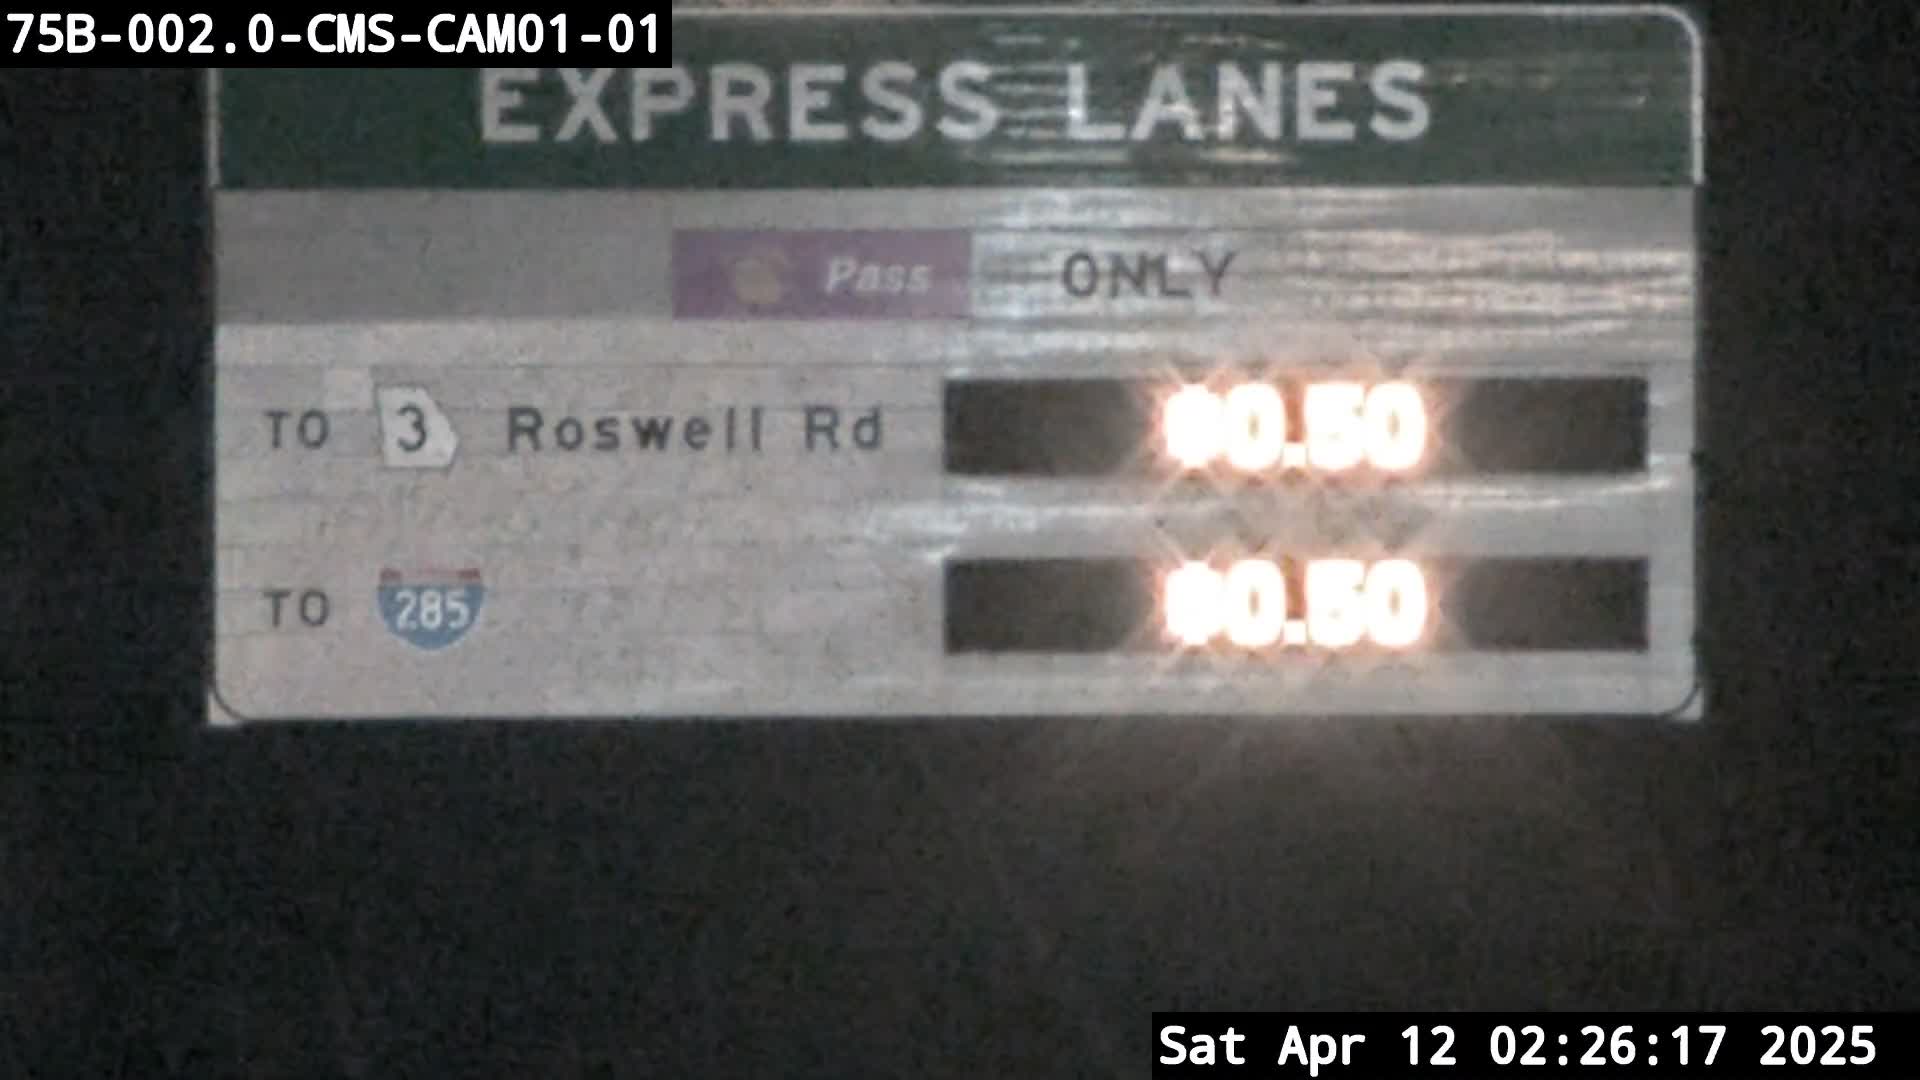 75B-002.0-CMS-CAM01-01
EXPRESS LANES
Pass ONLY
TO 3 Roswell Rd $0.50
TO 285 $0.50
Sat Apr 12 02:26:17 2025